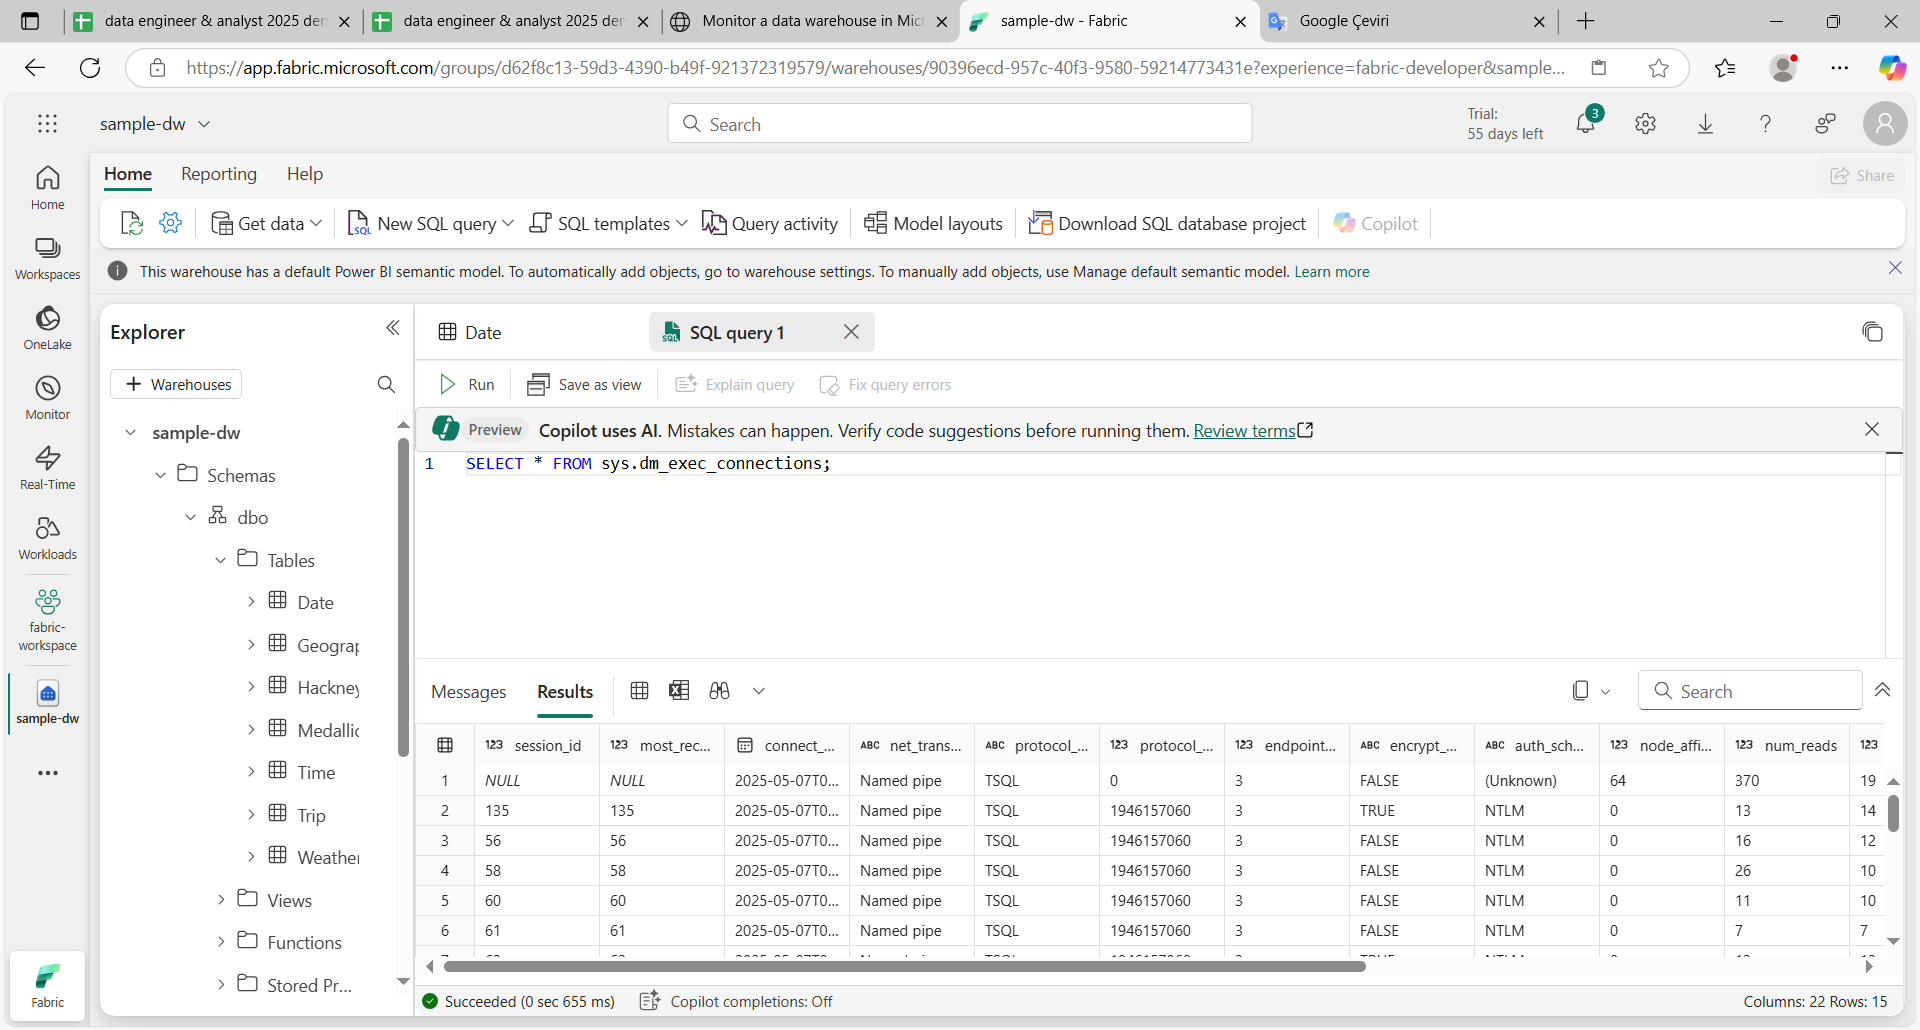 data engineer & analyst 2025 der
data engineer & analyst 2025 der
Monitor a data warehouse in Micr
sample-dw - Fabric
Google Çeviri
https://app.fabric.microsoft.com/groups/d62f8c13-59d3-4390-b49f-921372319579/warehouses/90396ecd-957c-40f3-9580-59214773431e?experience=fabric-developer&sample...
sample-dw
Search
Trial:
55 days left
3
Home
Workspaces
OneLake
Monitor
Real-Time
Workloads
fabric-
workspace
sample-dw
Fabric
Home Reporting Help
Share
Get data
New SQL query
SQL templates
Query activity
Model layouts
Download SQL database project
Copilot
This warehouse has a default Power BI semantic model. To automatically add objects, go to warehouse settings. To manually add objects, use Manage default semantic model. Learn more
Explorer
+ Warehouses
sample-dw
Schemas
dbo
Tables
Date
Geograp
Hackney
Medallic
Time
Trip
Weather
Views
Functions
Stored Pr...
Date
SQL query 1
Run
Save as view
Explain query
Fix query errors
Preview Copilot uses AI. Mistakes can happen. Verify code suggestions before running them. Review terms
1 SELECT * FROM sys.dm_exec_connections;
Messages Results
Search
123 session_id 123 most_rec... connect_... ABC net_trans... ABC protocol_... 123 protocol_... 123 endpoint... ABC encrypt_... ABC auth_sch... 123 node_affi... 123 num_reads 123
1 NULL NULL 2025-05-07T0... Named pipe TSQL 0 3 FALSE (Unknown) 64 370 19
2 135 135 2025-05-07T0... Named pipe TSQL 1946157060 3 TRUE NTLM 0 13 14
3 56 56 2025-05-07T0... Named pipe TSQL 1946157060 3 FALSE NTLM 0 16 12
4 58 58 2025-05-07T0... Named pipe TSQL 1946157060 3 FALSE NTLM 0 26 10
5 60 60 2025-05-07T0... Named pipe TSQL 1946157060 3 FALSE NTLM 0 11 10
6 61 61 2025-05-07T0... Named pipe TSQL 1946157060 3 FALSE NTLM 0 7 7
Succeeded (0 sec 655 ms)
Copilot completions: Off
Columns: 22 Rows: 15